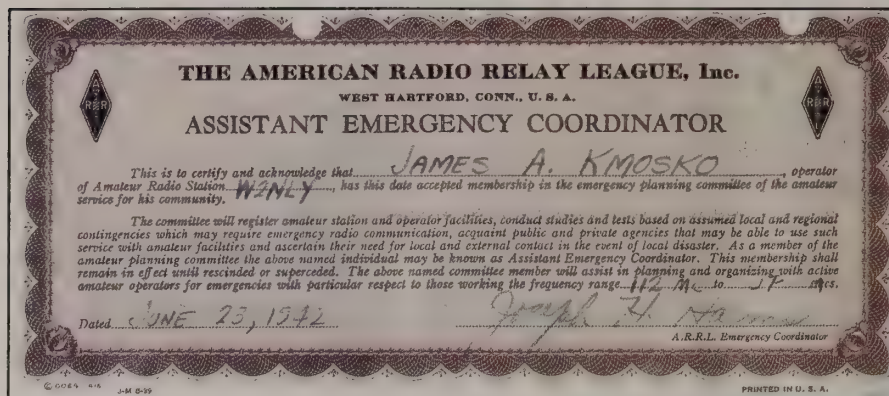 THE AMERICAN RADIO RELAY LEAGUE, Inc.
WEST HARTFORD, CONN., U. S. A.
ASSISTANT EMERGENCY COORDINATOR
A
R R
L
A
R R
L
This is to certify and acknowledge that JAMES A. KMOSKO, operator
of Amateur Radio Station W2NLY, has this date accepted membership in the emergency planning committee of the amateur
service for his community.
The committee will register amateur station and operator facilities, conduct studies and tests based on assumed local and regional
contingencies which may require emergency radio communication, acquaint public and private agencies that may be able to use such
service with amateur facilities and ascertain their need for local and external contact in the event of local disaster. As a member of the
amateur planning committee the above named individual may be known as Assistant Emergency Coordinator. This membership shall
remain in effect until rescinded or superceded. The above named committee member will assist in planning and organizing with active
amateur operators for emergencies with particular respect to those working the frequency range 112 Mc to mcs.
Dated JUNE 23, 1942 Joseph H.
A.R.R.L. Emergency Coordinator
J-M 8-39 PRINTED IN U. S. A.